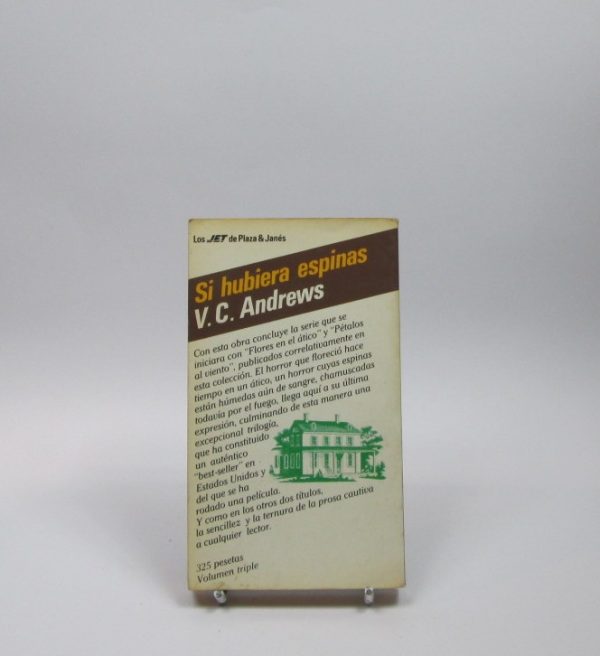 Los JET de Plaza & Janés
Si hubiera espinas
V. C. Andrews
Con esta obra concluye la serie que se
iniciara con "Flores en el ático" y "Pétalos
al viento", publicados correlativamente en
esta colección. El horror que floreció hace
tiempo en un ático, un horror cuyas espinas
están húmedas aún de sangre, chamuscadas
todavía por el fuego, llega aquí a su última
expresión, culminando de esta manera una
excepcional trilogía,
que ha constituido
un auténtico
"best-seller" en
Estados Unidos y
del que se ha
rodado una película.
Y como en los otros dos títulos,
la sencillez y la ternura de la prosa cautiva
a cualquier lector.
325 pesetas
Volumen triple